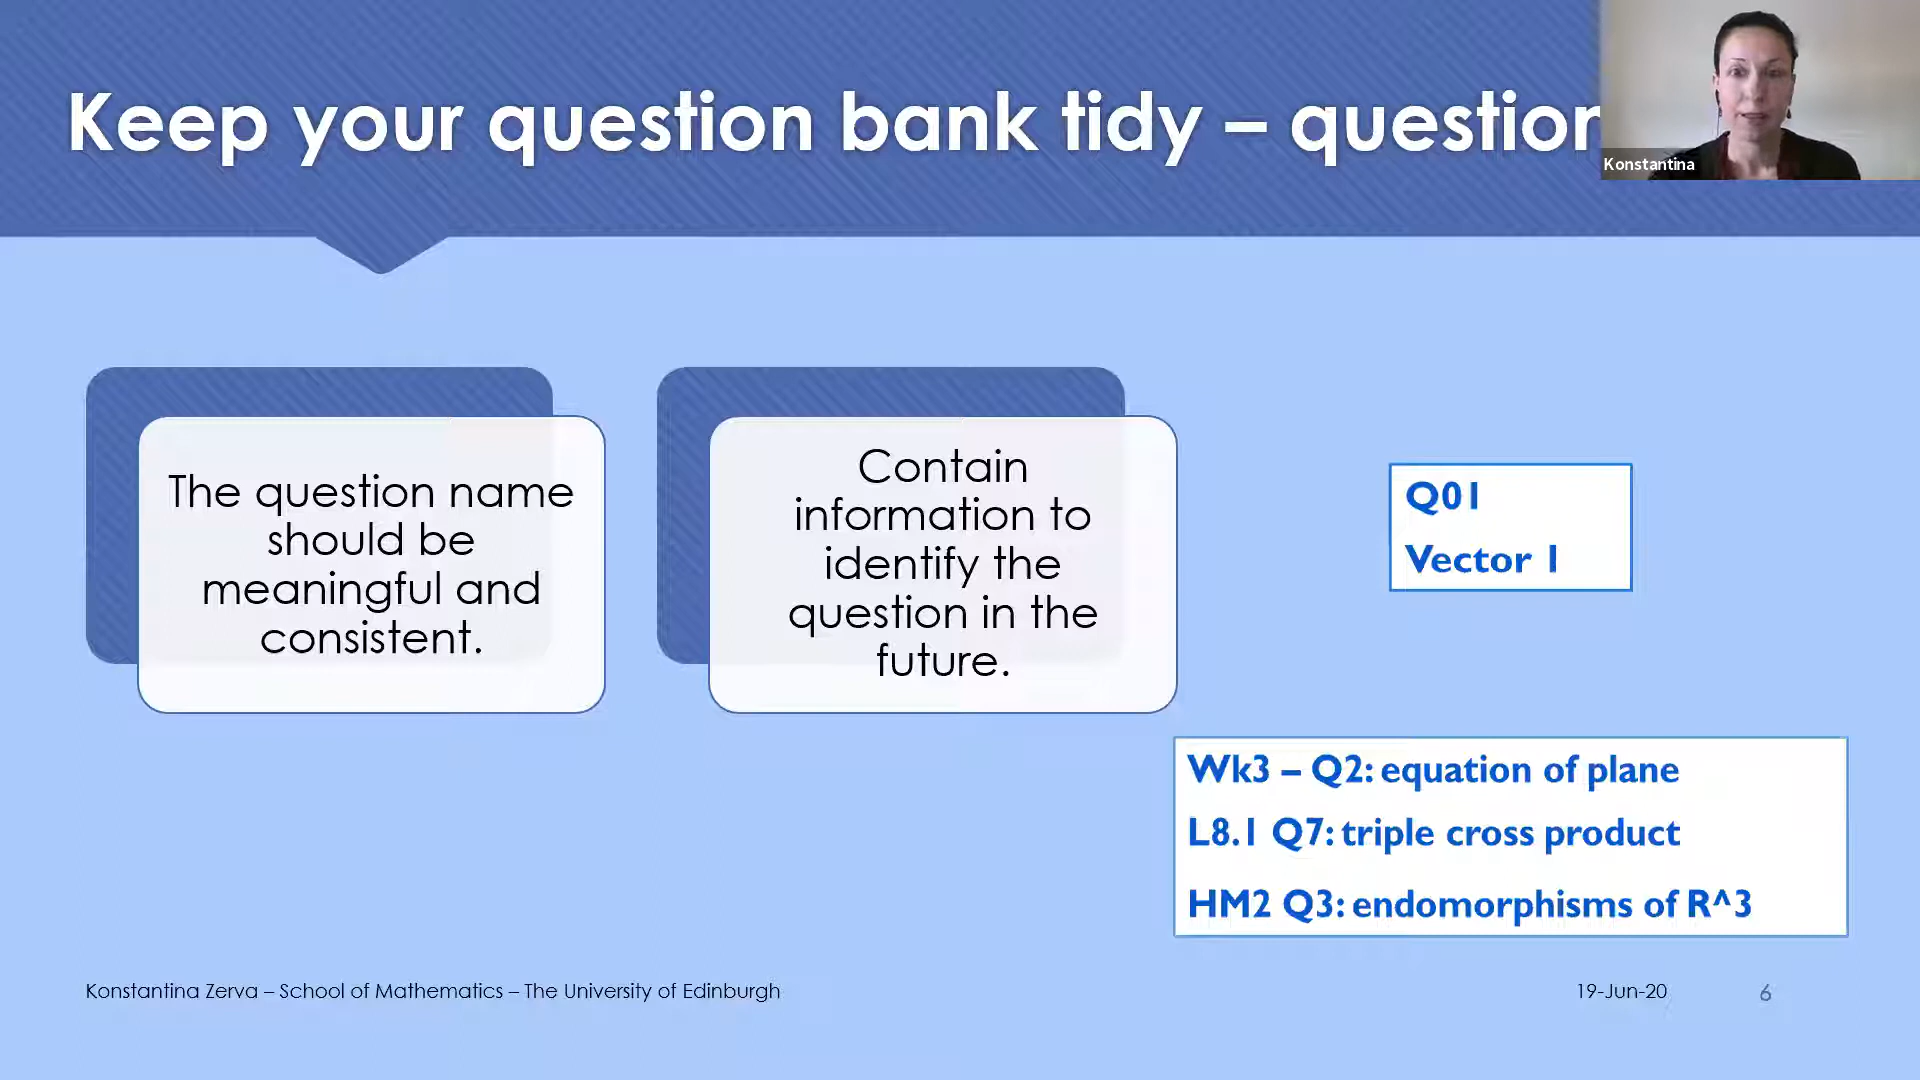 Keep your question bank tidy – question
Konstantina
The question name
should be
meaningful and
consistent.
Contain
information to
identify the
question in the
future.
Q01
Vector 1
Wk3 – Q2: equation of plane
L8.1 Q7: triple cross product
HM2 Q3: endomorphisms of R^3
Konstantina Zerva – School of Mathematics – The University of Edinburgh
19-Jun-20
6